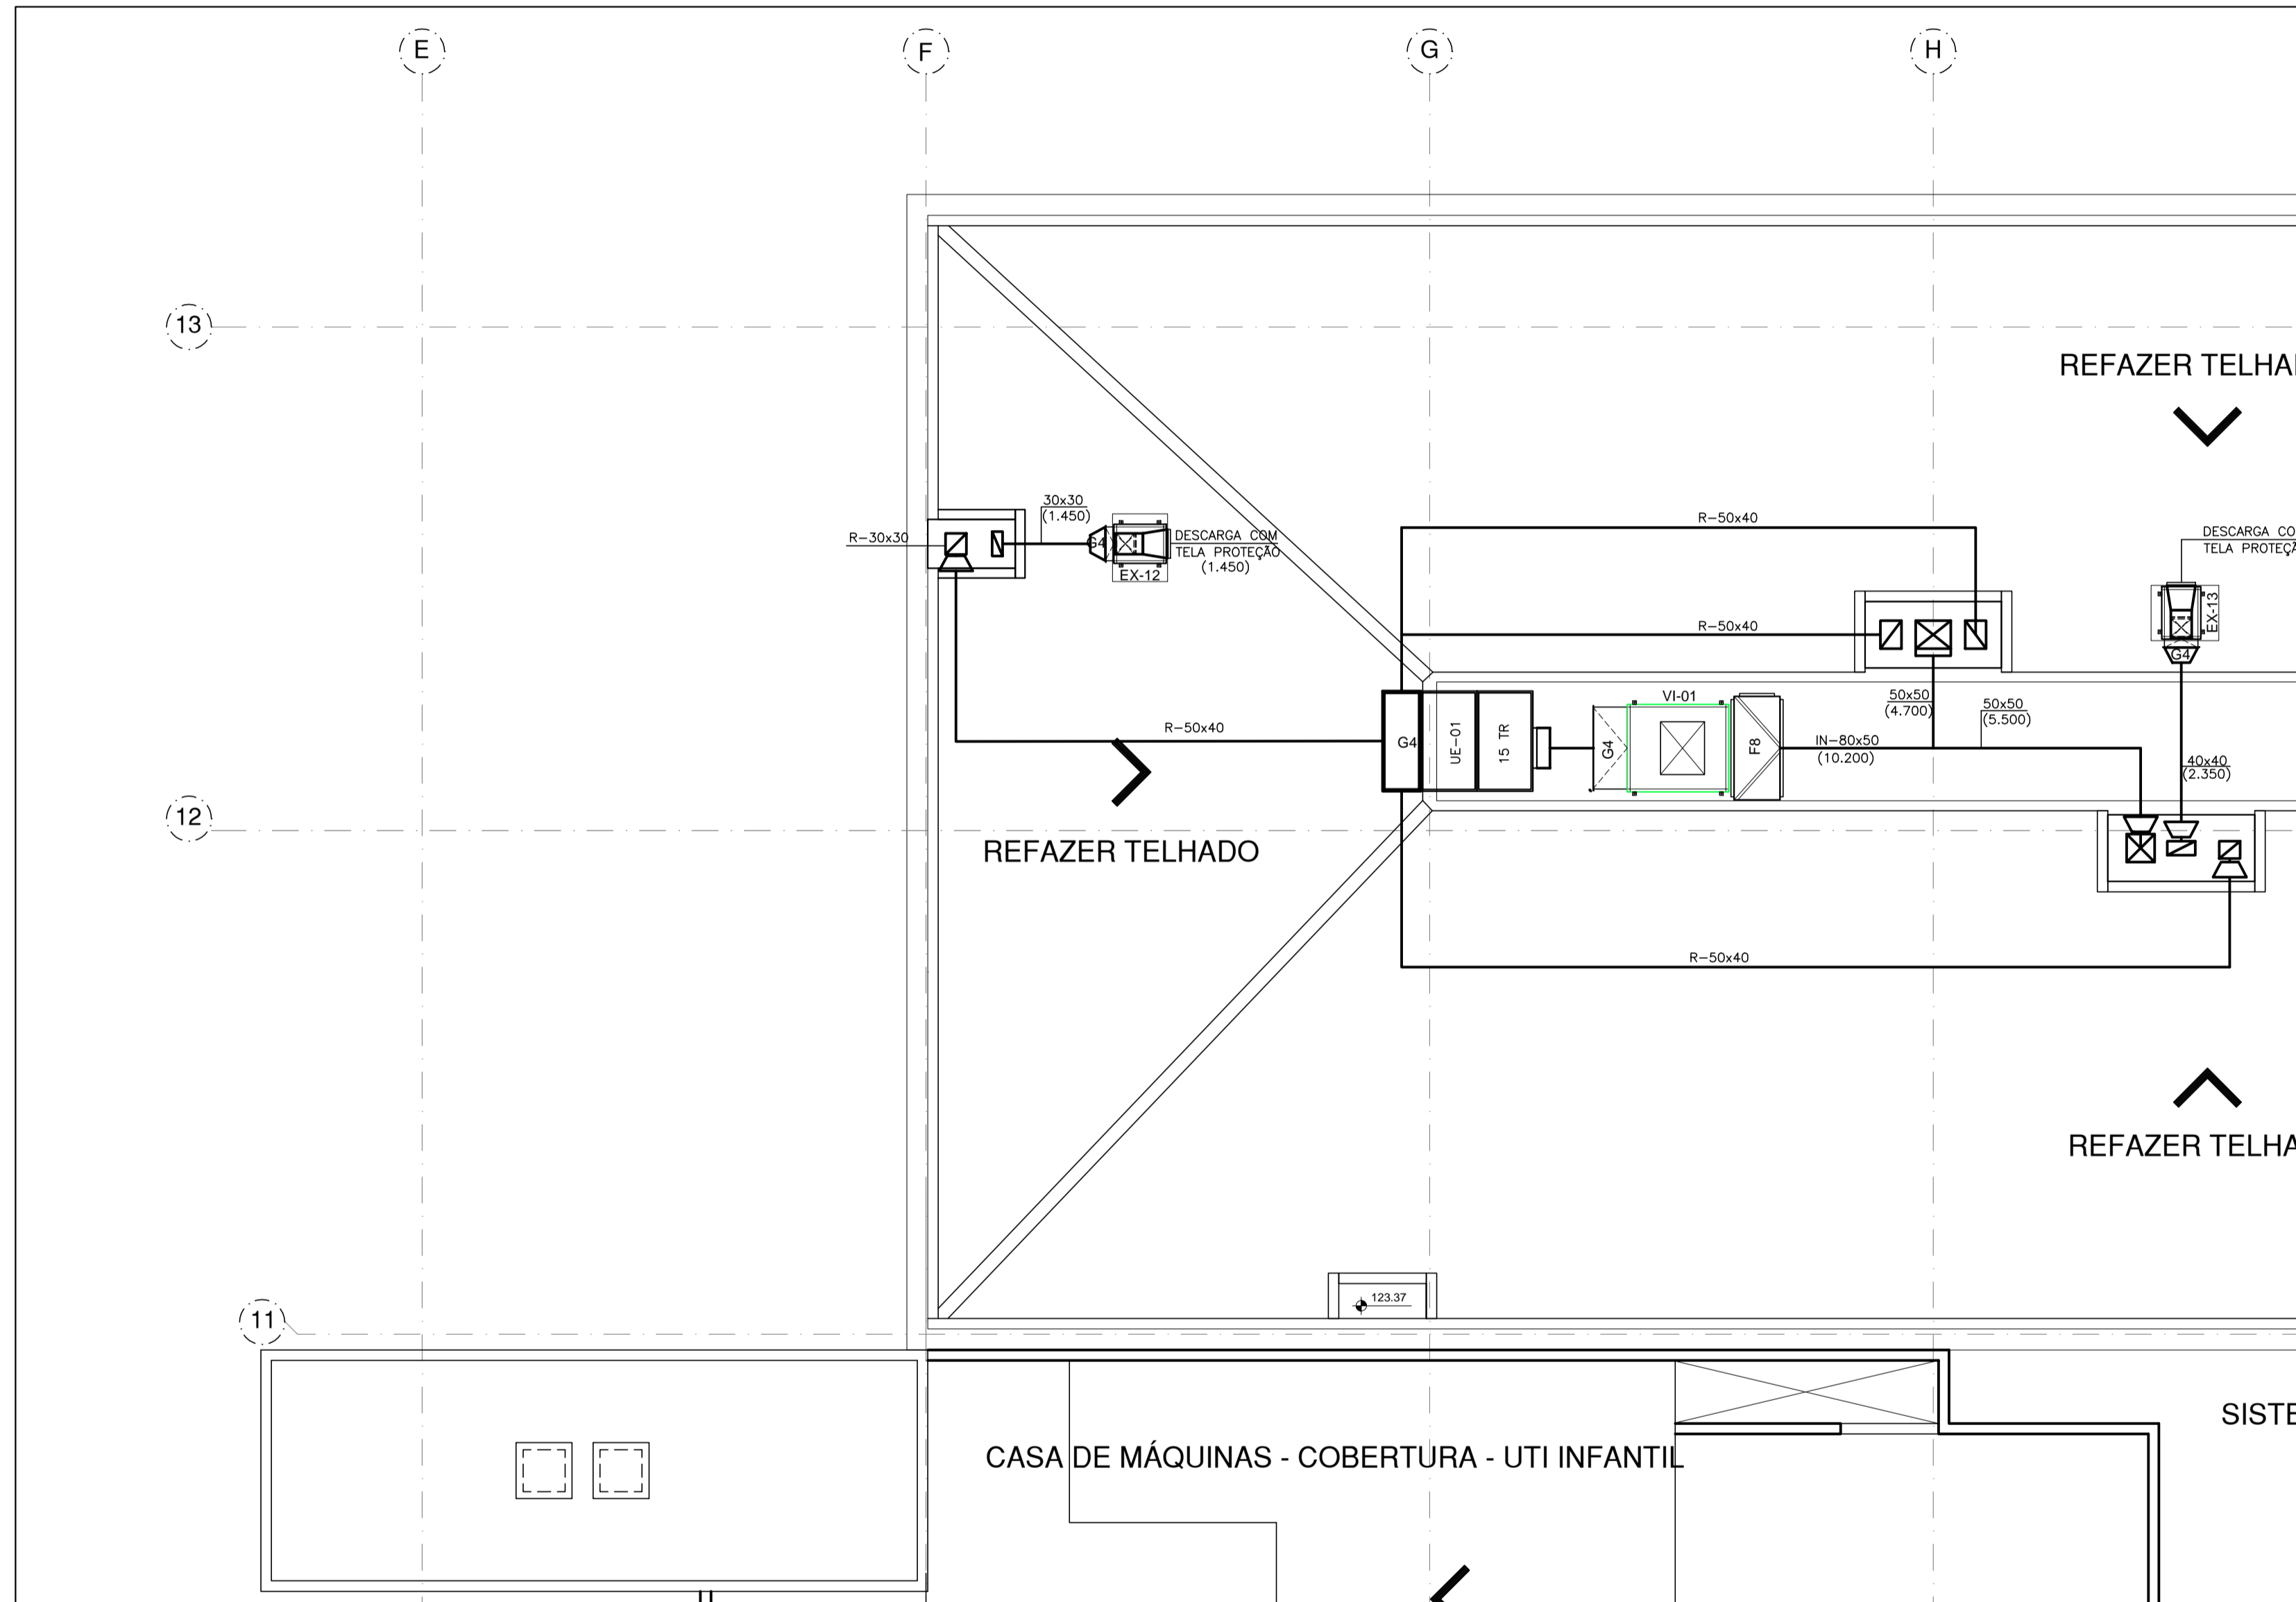 E
F
G
H
13
REFAZER TELHA
30x30
(1.450)
R-30x30
G4
DESCARGA COM
TELA PROTEÇÃO
(1.450)
EX-12
R-50x40
DESCARGA CO
TELA PROTEÇÃ
EX-13
G4
R-50x40
VI-01
50x50
(4.700)
50x50
(5.500)
R-50x40
G4
UE-01
15 TR
G4
F8
IN-80x50
(10.200)
40x40
(2.350)
12
REFAZER TELHADO
R-50x40
REFAZER TELHA
123.37
11
SISTE
CASA DE MÁQUINAS - COBERTURA - UTI INFANTIL